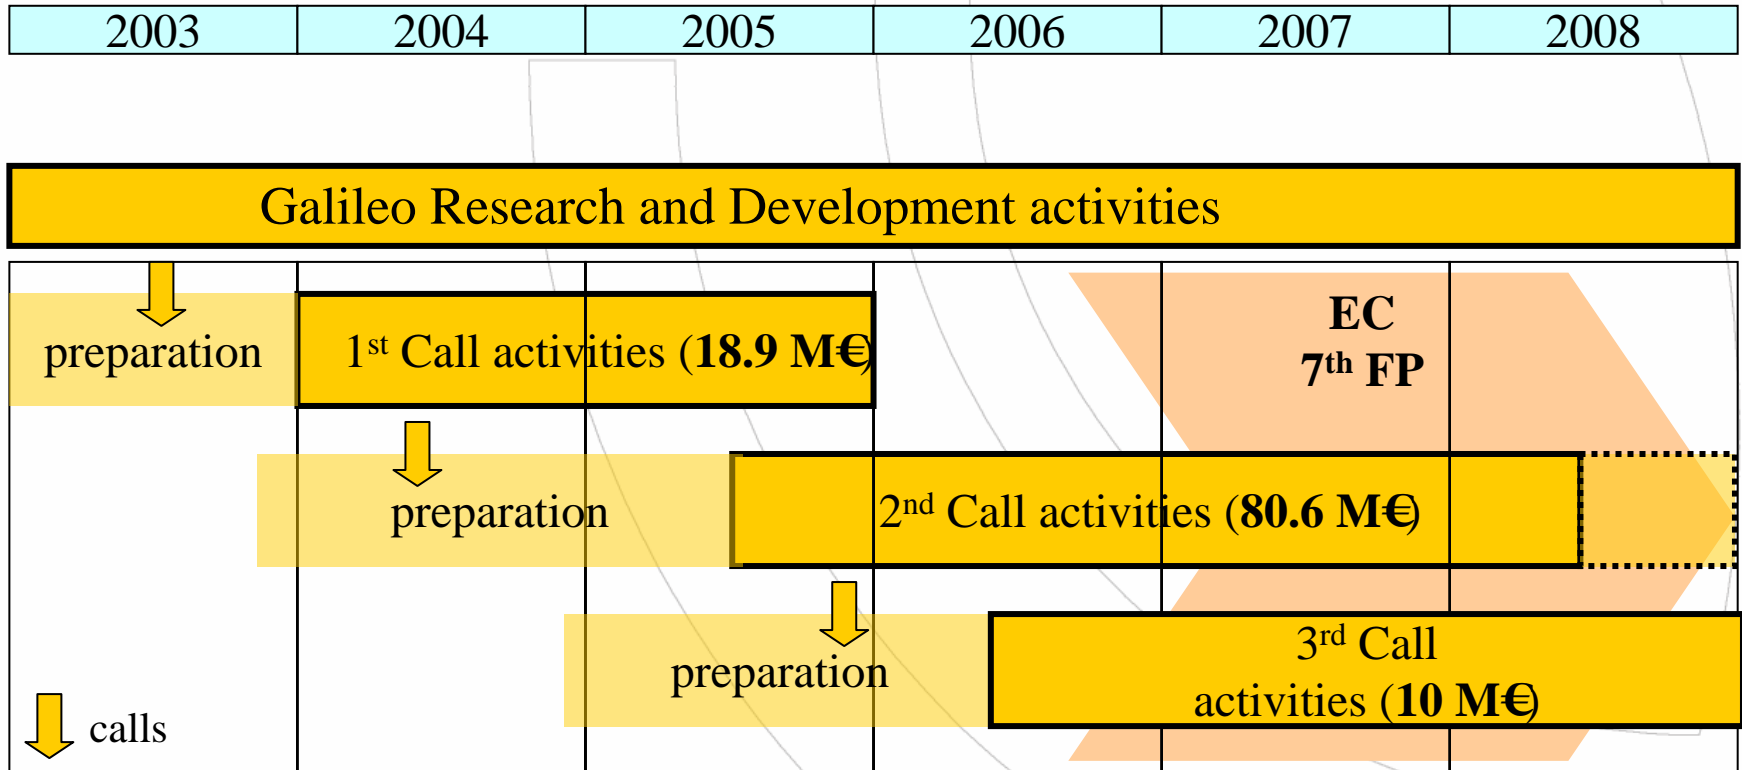 2003 2004 2005 2006 2007 2008
Galileo Research and Development activities
preparation
1st Call activities (18.9 M€)
EC
7th FP
preparation
2nd Call activities (80.6 M€)
preparation
3rd Call
activities (10 M€)
calls